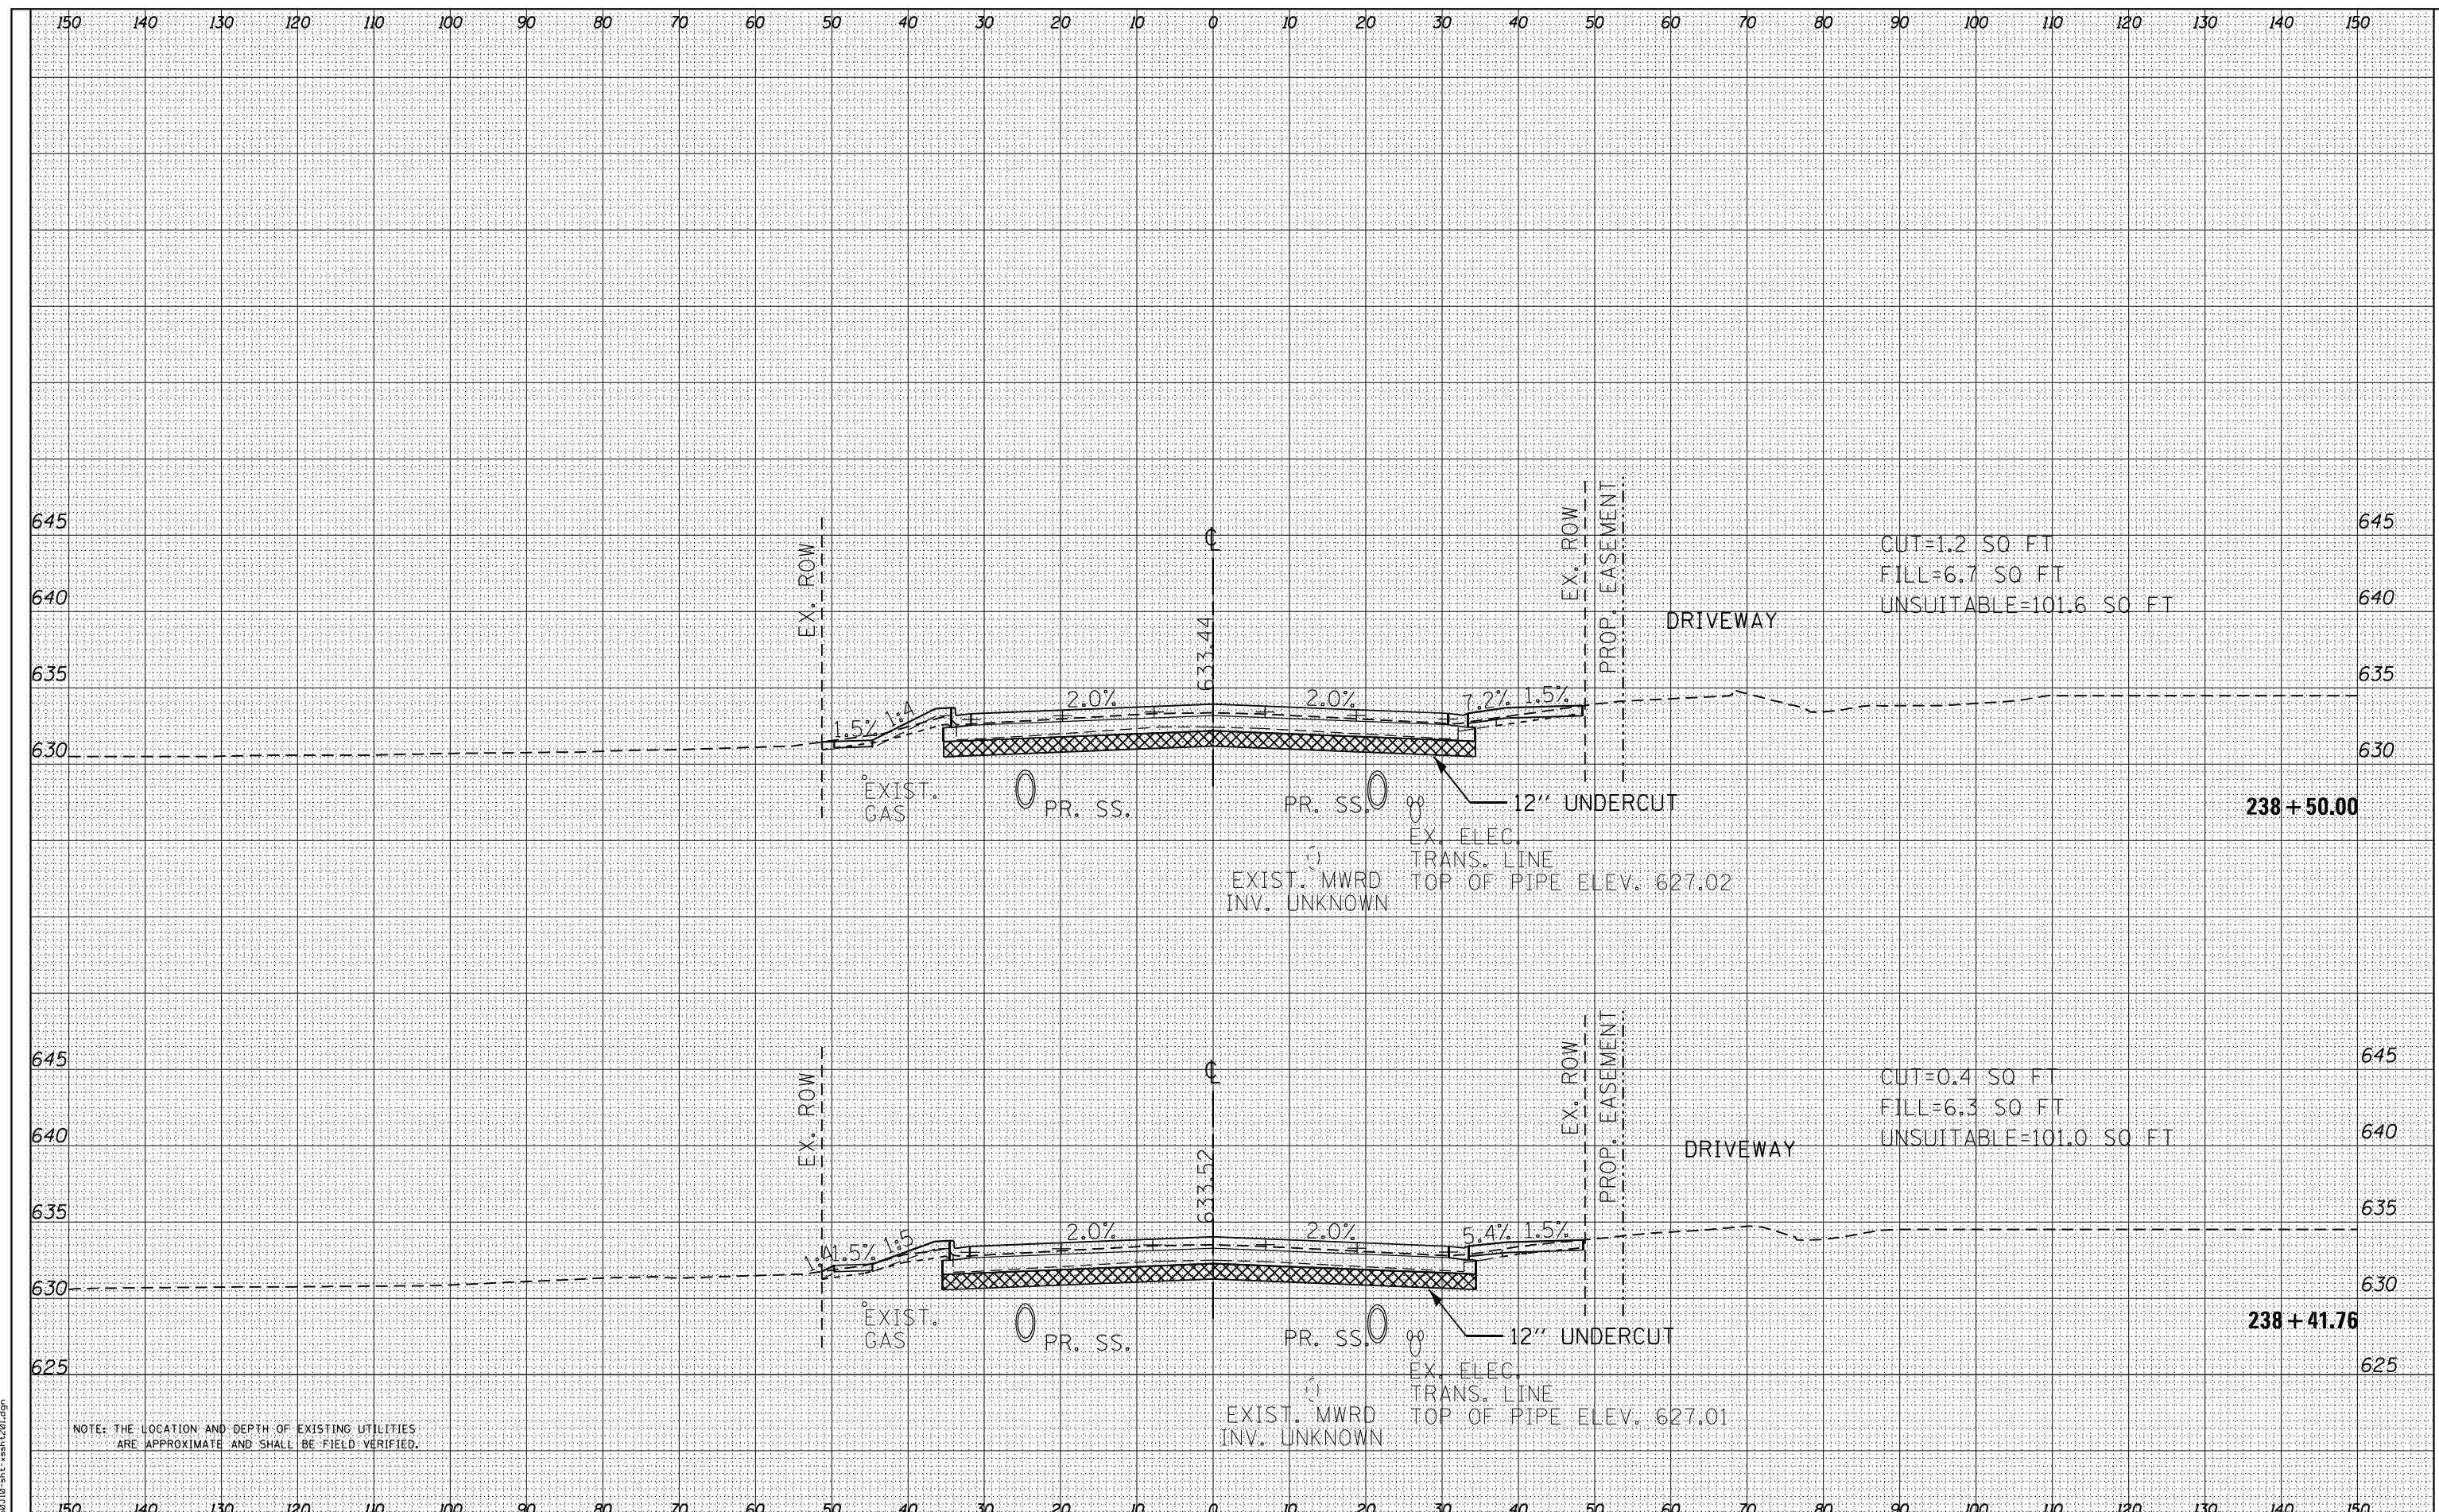 150 140 130 120 110 100 90 80 70 60 50 40 30 20 10 0 10 20 30 40 50 60 70 80 90 100 110 120 130 140 150
645
640
635
630
EX. ROW
℄
633.44
EX. ROW
PROP. EASEMENT
645
640
635
630
CUT=1.2 SQ FT
FILL=6.7 SQ FT
UNSUITABLE=101.6 SQ FT
DRIVEWAY
1.5%
1:4
2.0%
2.0%
7.2%
1.5%
EXIST.
GAS
PR. SS.
PR. SS.
12" UNDERCUT
238+50.00
EX. ELEC.
TRANS. LINE
TOP OF PIPE ELEV. 627.02
EXIST. MWRD
INV. UNKNOWN
645
640
635
630
625
EX. ROW
℄
633.52
EX. ROW
PROP. EASEMENT
645
640
635
630
625
CUT=0.4 SQ FT
FILL=6.3 SQ FT
UNSUITABLE=101.0 SQ FT
DRIVEWAY
1:4
1.5%
1:5
2.0%
2.0%
5.4%
1.5%
EXIST.
GAS
PR. SS.
PR. SS.
12" UNDERCUT
238+41.76
EX. ELEC.
TRANS. LINE
TOP OF PIPE ELEV. 627.01
EXIST. MWRD
INV. UNKNOWN
NOTE: THE LOCATION AND DEPTH OF EXISTING UTILITIES
ARE APPROXIMATE AND SHALL BE FIELD VERIFIED.
150 140 130 120 110 100 90 80 70 60 50 40 30 20 10 0 10 20 30 40 50 60 70 80 90 100 110 120 130 140 150